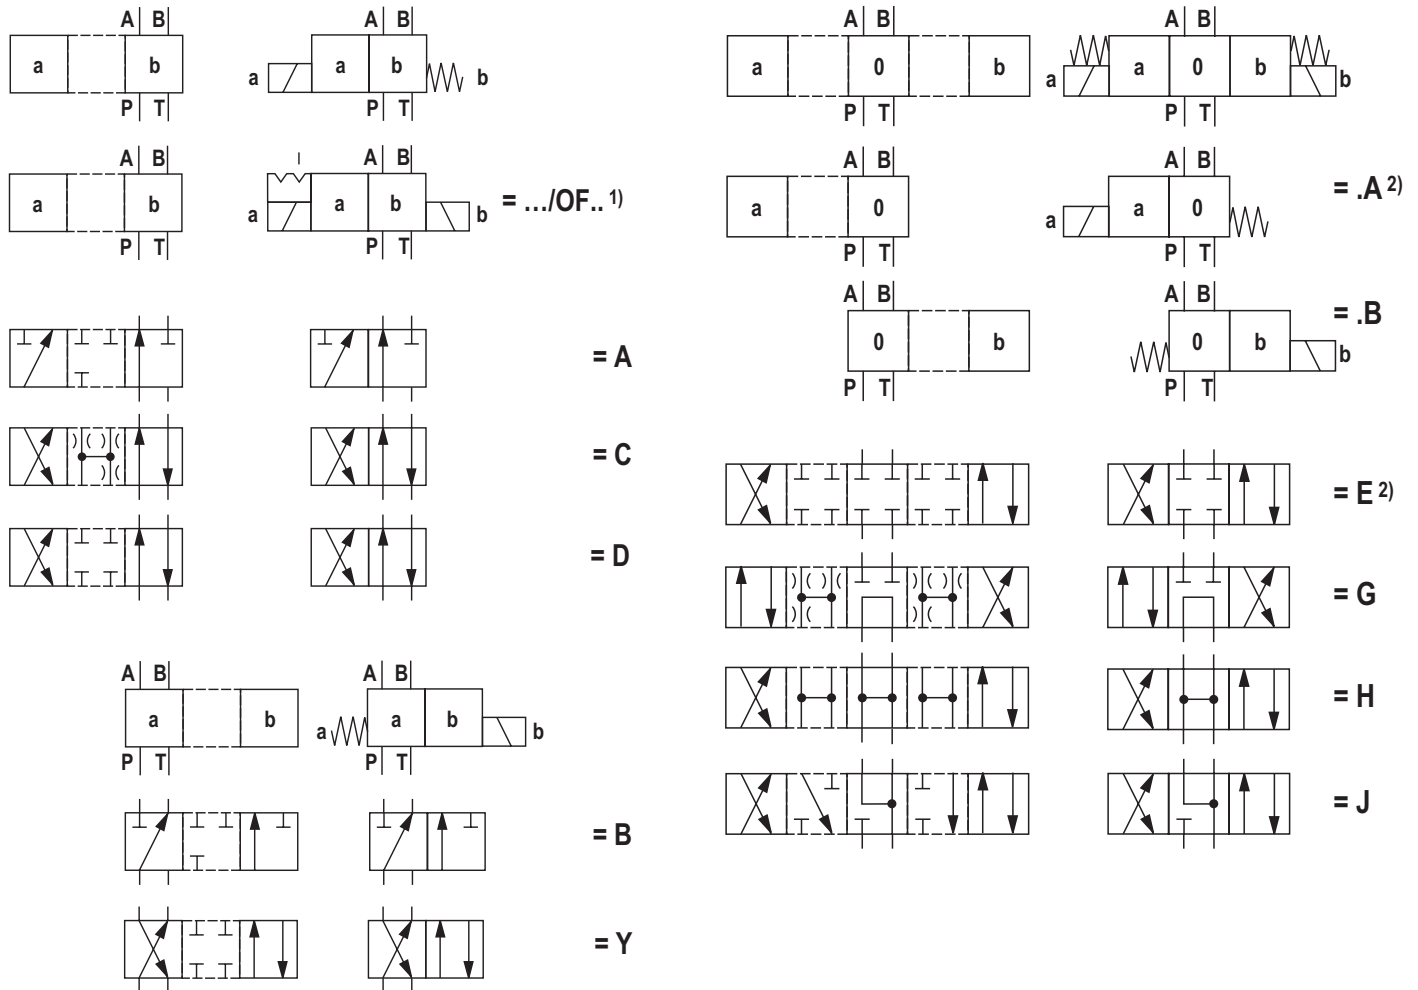 A B
a b
P T
A B
a a b b
P T
A B
a b
P T
A B
a a b b
P T
= .../OF.. 1)
= A
= C
= D
A B
a b
P T
A B
a a b b
P T
= B
= Y
A B
a 0 b
P T
A B
a a 0 b b
P T
A B
a 0
P T
A B
a a 0
P T
= .A 2)
A B
0 b
P T
A B
0 b b
P T
= .B
= E 2)
= G
= H
= J